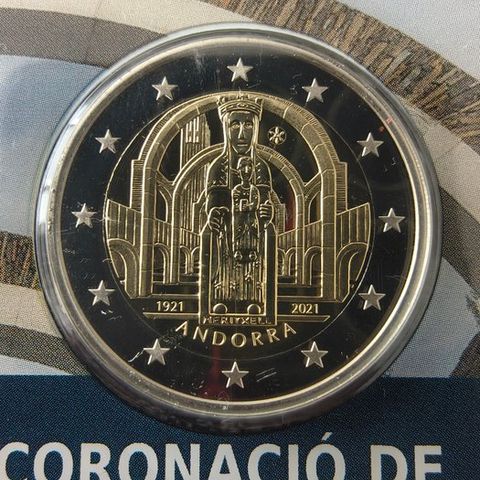 1921 2021
MERITXELL
ANDORRA
CORONACIÓ DE